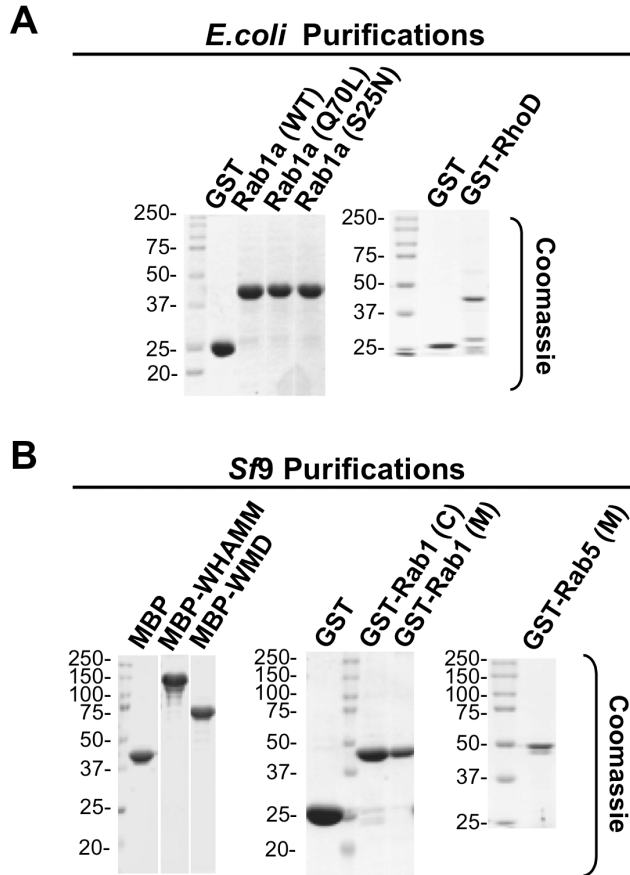 A
E.coli Purifications
GST
Rab1a (WT)
Rab1a (Q70L)
Rab1a (S25N)
250-
75-
50-
37-
25-
20-
GST
GST-RhoD
250-
75-
50-
37-
25-
Coomassie
B
Sf9 Purifications
MBP
MBP-WHAMM
MBP-WMD
250-
150-
100-
75-
50-
37-
25-
20-
GST
GST-Rab1 (C)
GST-Rab1 (M)
250-
150-
100-
75-
50-
37-
25-
20-
GST-Rab5 (M)
250-
150-
100-
75-
50-
37-
25-
Coomassie